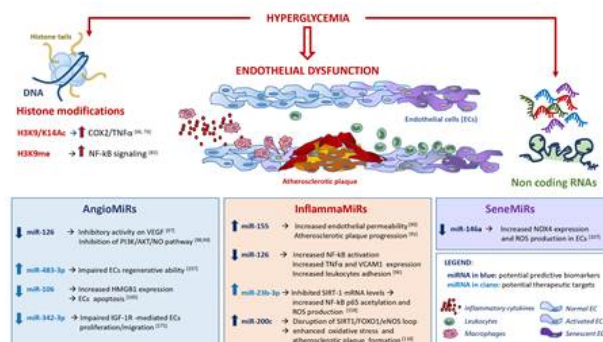 HYPERGLYCEMIA
Histone tails
DNA
Histone modifications
H3K9/K14Ac → COX2/TNFα
H3K9me → NF-kB signaling
ENDOTHELIAL DYSFUNCTION
Endothelial cells (ECs)
Atherosclerotic plaque
Non coding RNAs
AngioMiRs
miR-126 → Inhibitory activity on VEGF
Inhibition of PI3K/AKT/NO pathway
miR-483-3p → Impaired ECs regenerative ability
miR-106 → Increased HMGB1 expression
→ ECs apoptosis
miR-342-3p → Impaired IGF-1R -mediated ECs
proliferation/migration
InflammaMiRs
miR-155 → Increased endothelial permeability
Atherosclerotic plaque progression
miR-126 → Increased NF-kB activation
Increased TNFα and VCAM1 expression
Increased leukocytes adhesion
miR-23b-3p → Inhibited SIRT-1 mRNA levels →
increased NF-kB p65 acetylation and
ROS production
miR-200c → Disruption of SIRT1/FOXO1/eNOS loop
→ enhanced oxidative stress and
atherosclerotic plaque formation
SeneMiRs
miR-146a → Increased NOX4 expression
and ROS production in ECs
LEGEND:
miRNA in blue: potential predictive biomarkers
miRNA in ciano: potential therapeutic targets
Inflammatory cytokines
Leukocytes
Macrophages
Normal EC
Activated EC
Senescent EC